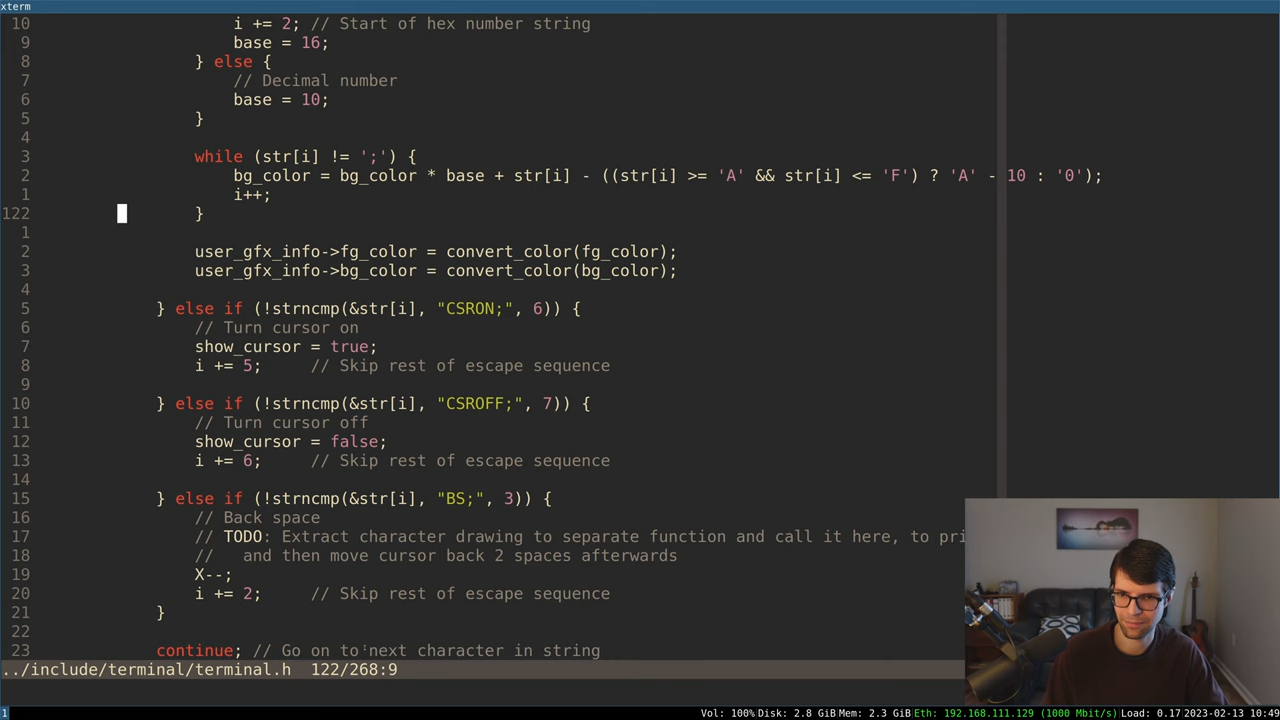 xterm
10 i += 2; // Start of hex number string
9 base = 16;
8 } else {
7 // Decimal number
6 base = 10;
5 }
4
3 while (str[i] != ';') {
2 bg_color = bg_color * base + str[i] - ((str[i] >= 'A' && str[i] <= 'F') ? 'A' - 10 : '0');
1 i++;
122 }
1
2 user_gfx_info->fg_color = convert_color(fg_color);
3 user_gfx_info->bg_color = convert_color(bg_color);
4
5 } else if (!strncmp(&str[i], "CSRON;", 6)) {
6 // Turn cursor on
7 show_cursor = true;
8 i += 5; // Skip rest of escape sequence
9
10 } else if (!strncmp(&str[i], "CSROFF;", 7)) {
11 // Turn cursor off
12 show_cursor = false;
13 i += 6; // Skip rest of escape sequence
14
15 } else if (!strncmp(&str[i], "BS;", 3)) {
16 // Back space
17 // TODO: Extract character drawing to separate function and call it here, to pri
18 // and then move cursor back 2 spaces afterwards
19 X--;
20 i += 2; // Skip rest of escape sequence
21 }
22
23 continue; // Go on to next character in string
../include/terminal/terminal.h 122/268:9
1 Vol: 100% Disk: 2.8 GiB Mem: 2.3 GiB Eth: 192.168.111.129 (1000 Mbit/s) Load: 0.17 2023-02-13 10:49